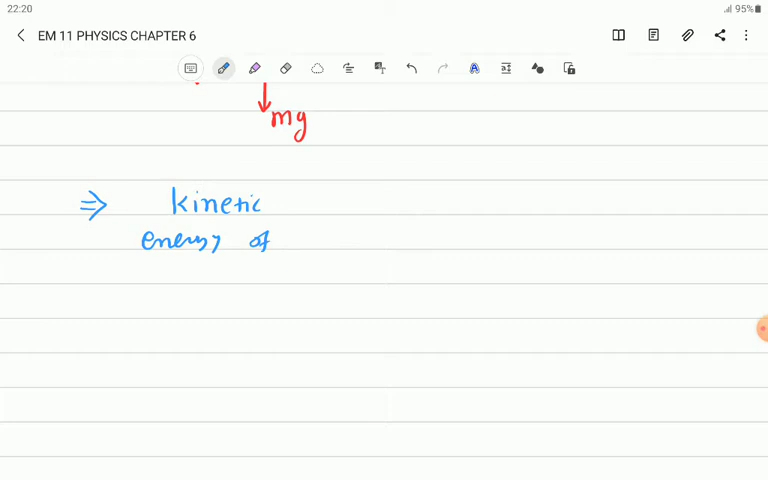 22:20
95%
EM 11 PHYSICS CHAPTER 6
mg
⇒ kinetic
energy of